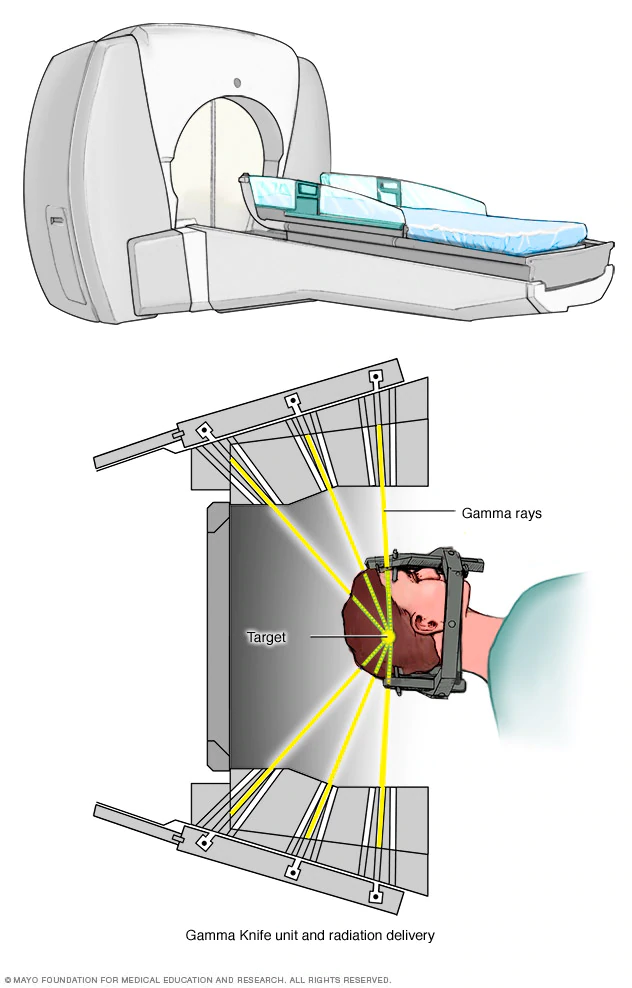 Gamma rays
Target
Gamma Knife unit and radiation delivery
© MAYO FOUNDATION FOR MEDICAL EDUCATION AND RESEARCH. ALL RIGHTS RESERVED.